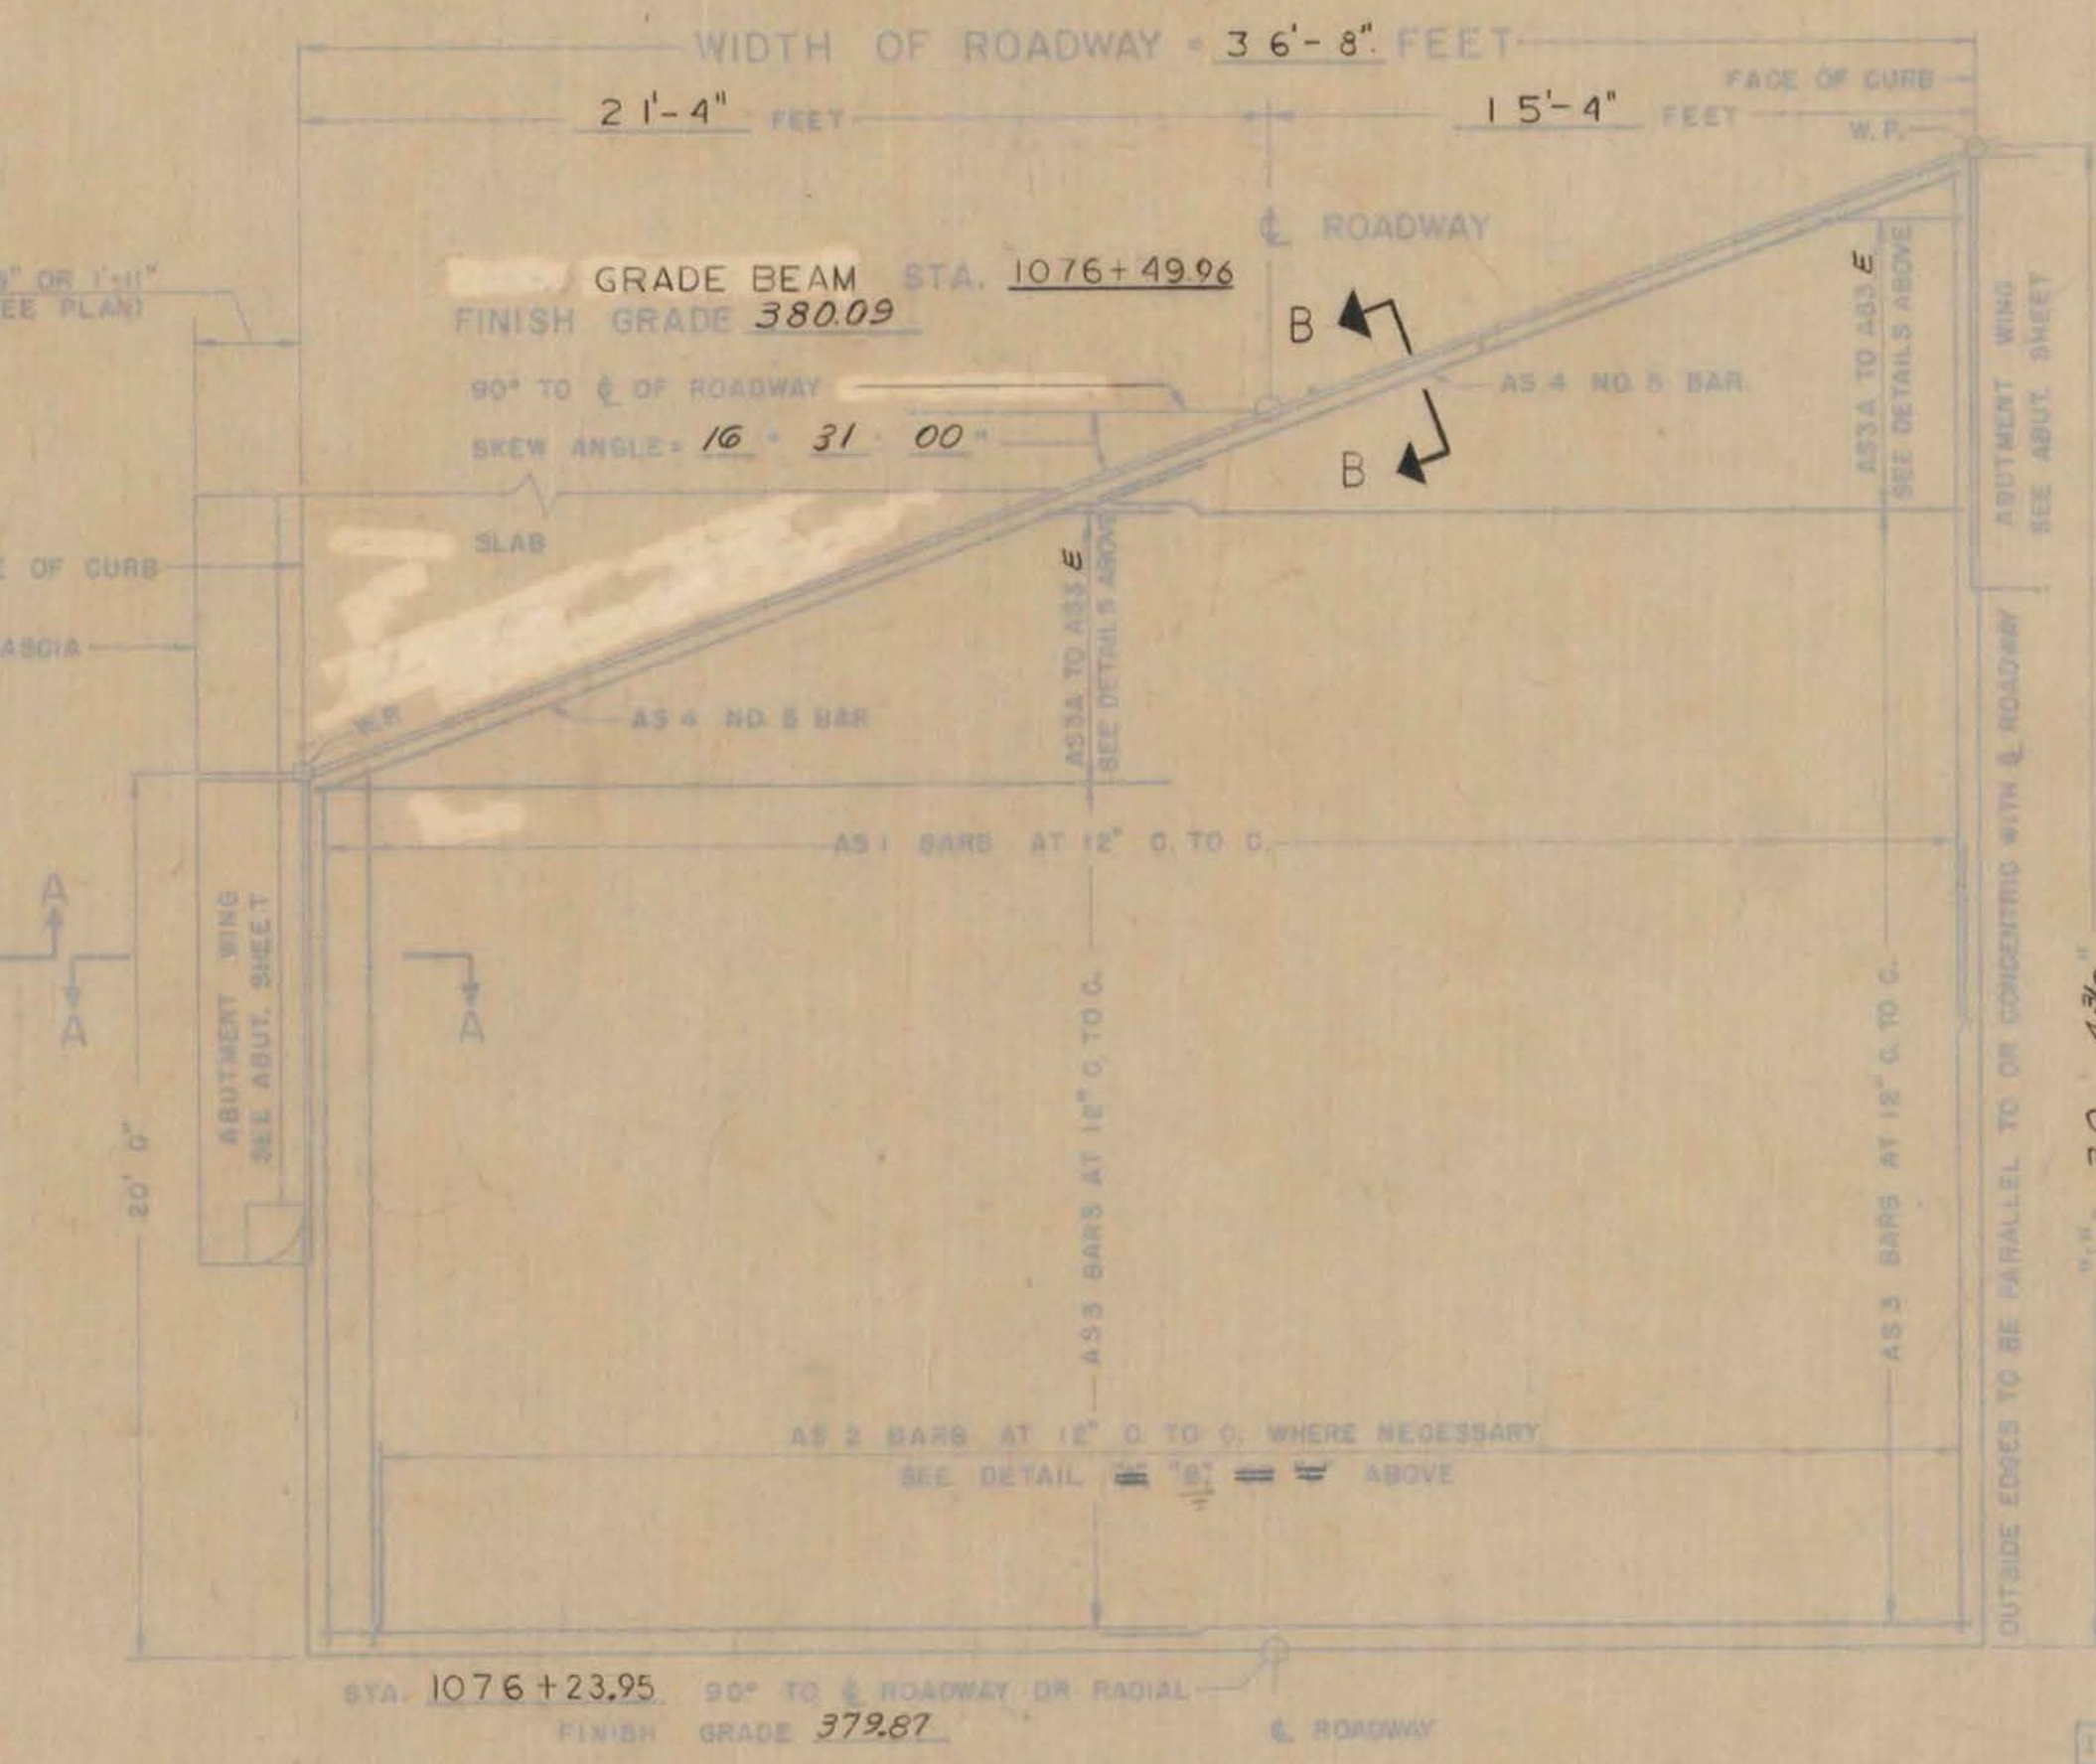 WIDTH OF ROADWAY = 36'-8" FEET
FACE OF CURB
21'-4" FEET
15'-4" FEET
W.P.
℄ ROADWAY
GRADE BEAM STA. 1076+49.96
FINISH GRADE 380.09
OR 1'-11"
PLAN)
B
90° TO ℄ OF ROADWAY
SKEW ANGLE= 16° 31' 00"
AS 4 NO. 5 BAR
B
AS3A TO AS3E
SEE DETAILS ABOVE
ABUTMENT WING
SEE ABUT. SHEET
SLAB
OF CURB
W.P.
AS 4 NO. 5 BAR
AS3A TO AS3E
SEE DETAILS ABOVE
AS 1 BARS AT 12" C. TO C.
A
A
A
ABUTMENT WING
SEE ABUT. SHEET
20' 0"
AS3 BARS AT 12" C. TO C.
AS 3 BARS AT 12" C. TO C.
OUTSIDE EDGES TO BE PARALLEL TO OR CONCENTRIC WITH ℄ ROADWAY
AS 2 BARS AT 12" C. TO C. WHERE NECESSARY
SEE DETAIL "B" ABOVE
STA. 1076+23.95 90° TO ℄ ROADWAY OR RADIAL
FINISH GRADE 379.87
℄ ROADWAY